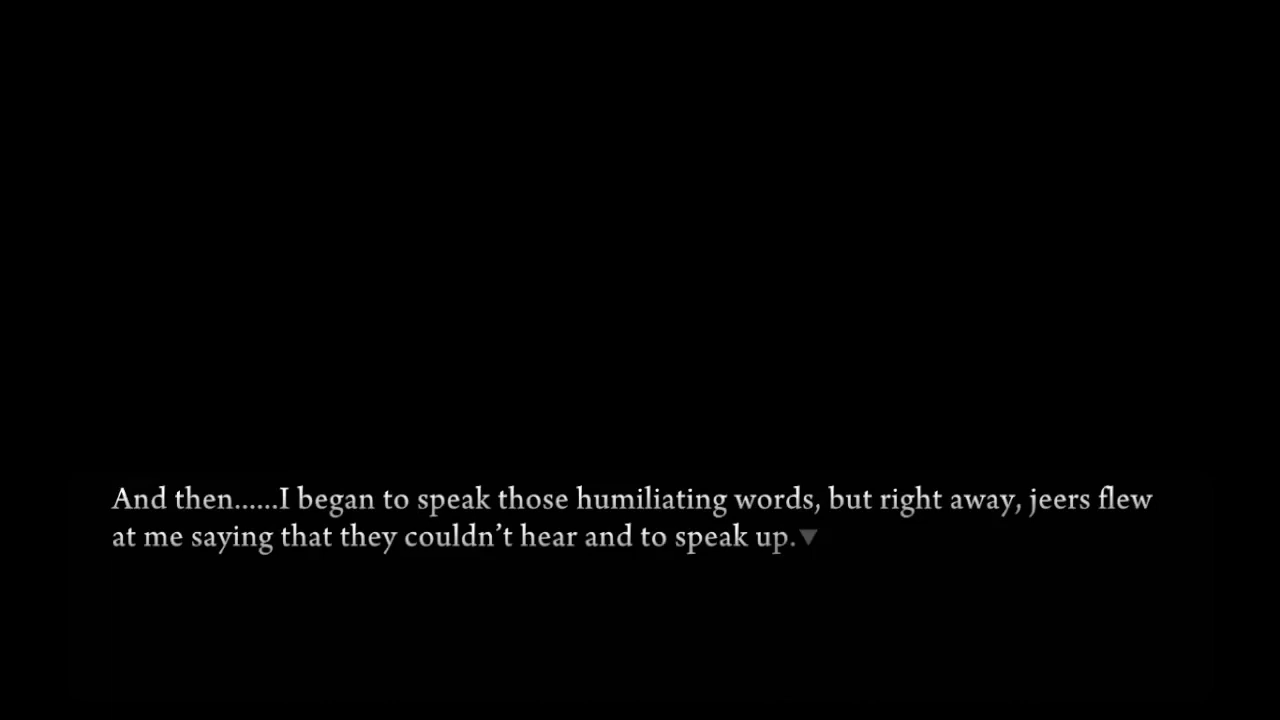 And then......I began to speak those humiliating words, but right away, jeers flew
at me saying that they couldn’t hear and to speak up.